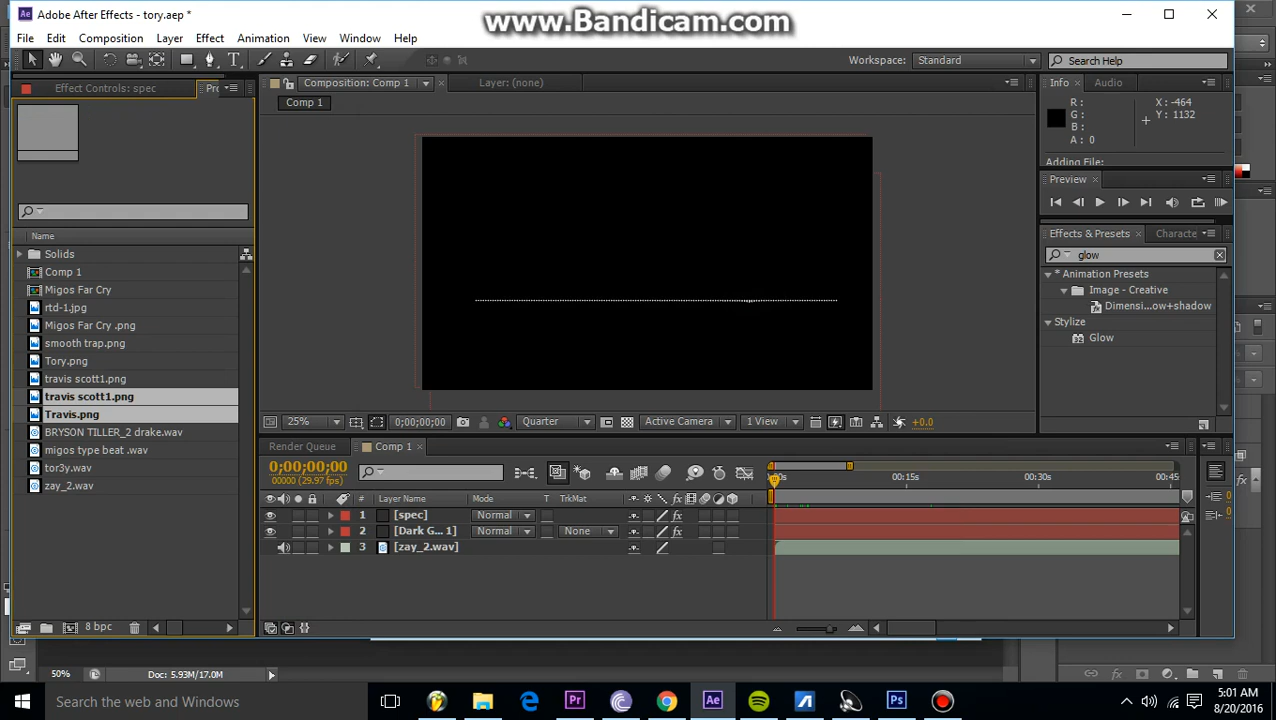 Adobe After Effects - tory.aep *
www.Bandicam.com
File Edit Composition Layer Effect Animation View Window Help
Workspace: Standard
Search Help
Effect Controls: spec
Composition: Comp 1
Layer: (none)
Info
Audio
Comp 1
R:
G:
B:
A: 0
X: -464
Y: 1132
Adding File:
Preview
Effects & Presets
glow
* Animation Presets
Image - Creative
Dimensi...ow+shadow
Stylize
Glow
Name
Solids
Comp 1
Migos Far Cry
rtd-1.jpg
Migos Far Cry .png
smooth trap.png
Tory.png
travis scott1.png
travis scott1.png
Travis.png
BRYSON TILLER_2 drake.wav
migos type beat .wav
tor3y.wav
zay_2.wav
8 bpc
25%
0;00;00;00
Quarter
Active Camera
1 View
+0.0
Render Queue
Comp 1
0;00;00;00
00000 (29.97 fps)
00:15s
00:30s
00:45
# Layer Name Mode T TrkMat
1 [spec] Normal
2 [Dark G... 1] Normal None
3 [zay_2.wav]
50%
Doc: 5.93M/17.0M
Search the web and Windows
5:01 AM
8/20/2016